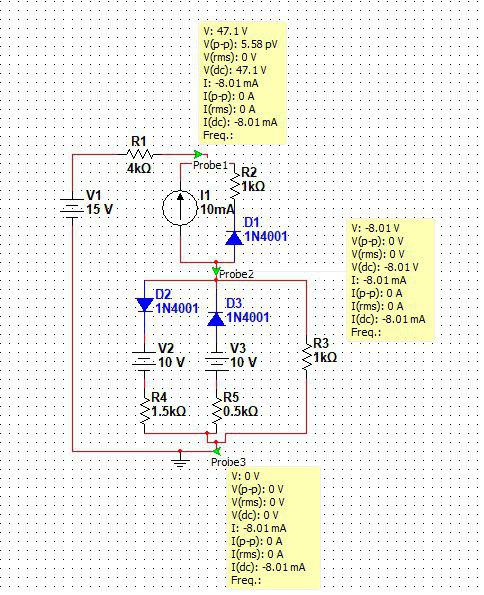 V: 47.1 V
V(p-p): 5.58 pV
V(rms): 0 V
V(dc): 47.1 V
I: -8.01 mA
I(p-p): 0 A
I(rms): 0 A
I(dc): -8.01 mA
Freq.:
R1
4kΩ
Probe1
R2
1kΩ
V1
15 V
I1
10mA
D1
1N4001
Probe2
V: -8.01 V
V(p-p): 0 V
V(rms): 0 V
V(dc): -8.01 V
I: -8.01 mA
I(p-p): 0 A
I(rms): 0 A
I(dc): -8.01 mA
Freq.:
D2
1N4001
D3
1N4001
R3
1kΩ
V2
10 V
V3
10 V
R4
1.5kΩ
R5
0.5kΩ
Probe3
V: 0 V
V(p-p): 0 V
V(rms): 0 V
V(dc): 0 V
I: -8.01 mA
I(p-p): 0 A
I(rms): 0 A
I(dc): -8.01 mA
Freq.: